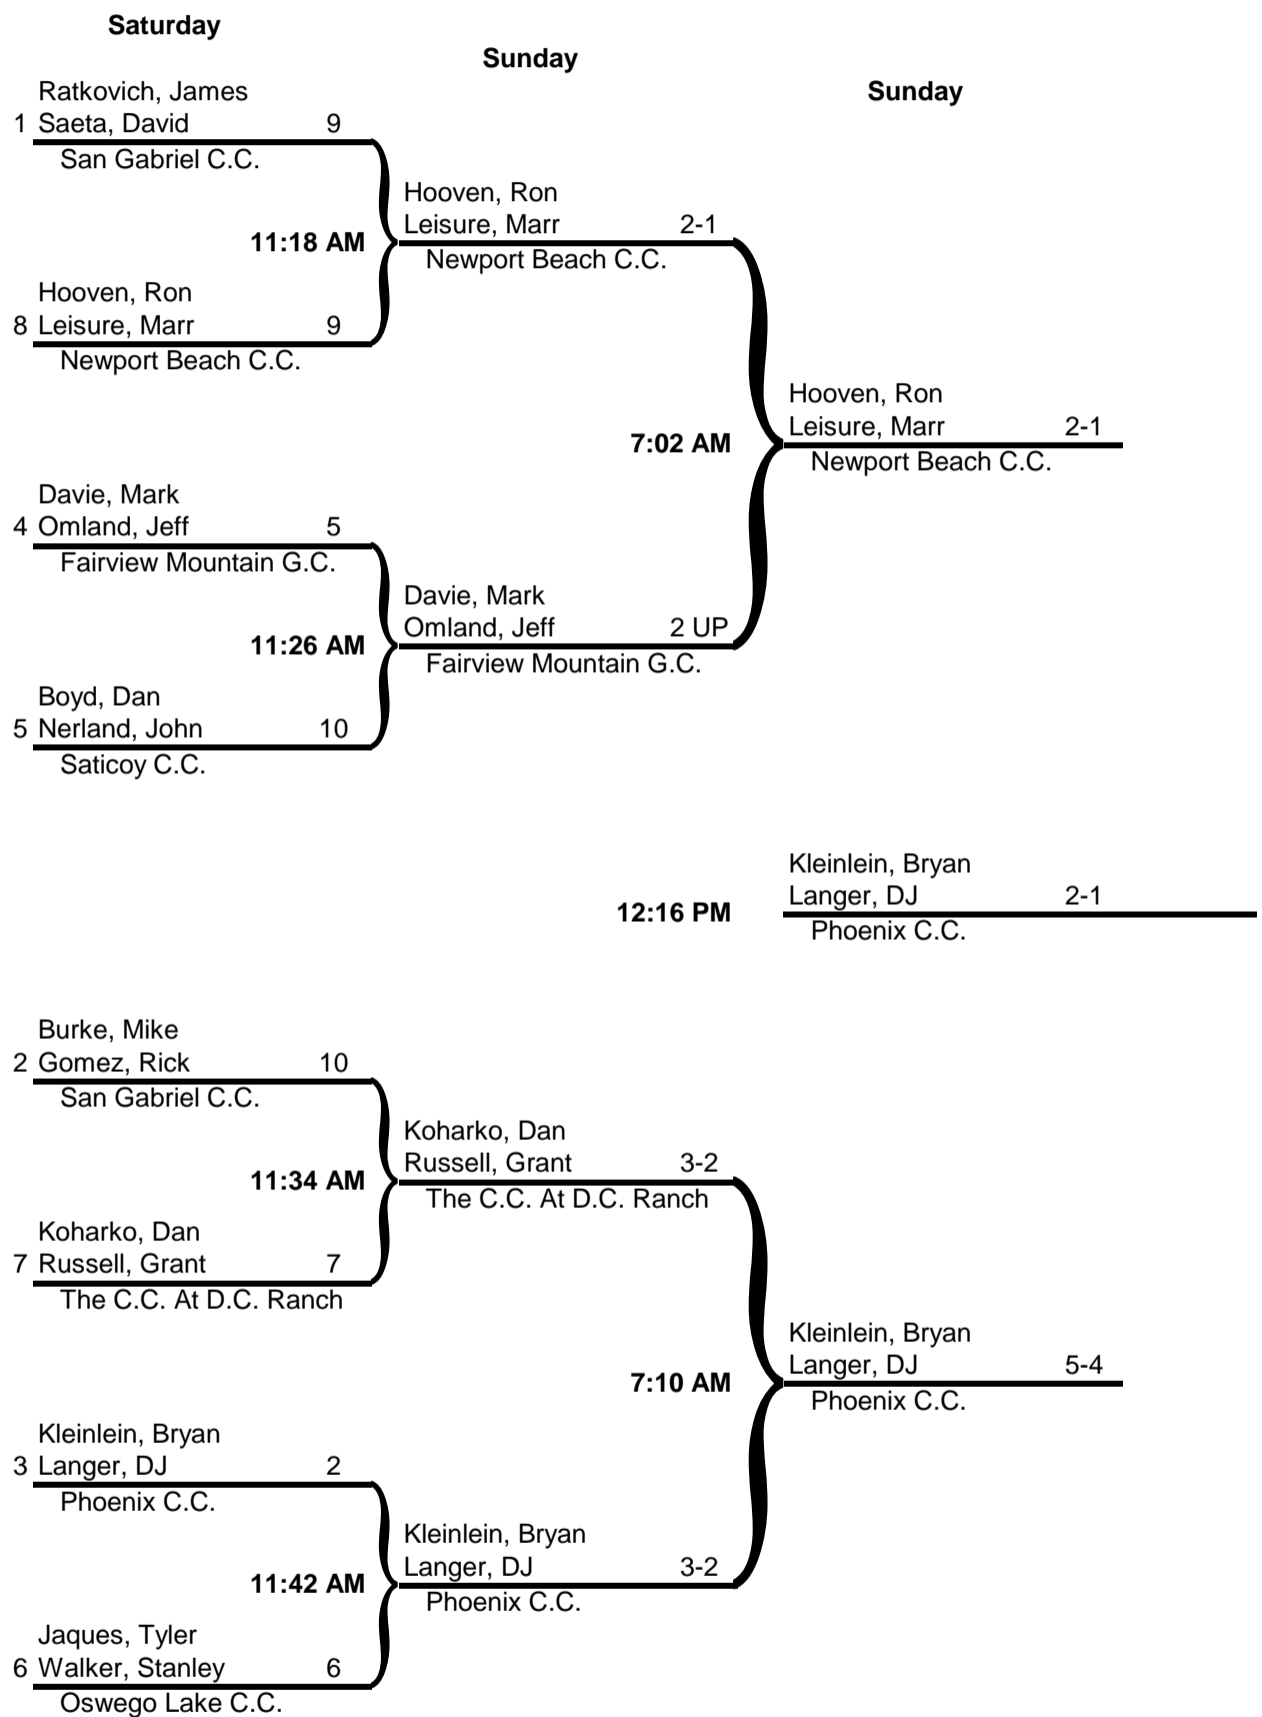 Saturday
Sunday
Sunday
Ratkovich, James
1 Saeta, David 9
San Gabriel C.C.
Hooven, Ron
Leisure, Marr 2-1
11:18 AM
Newport Beach C.C.
Hooven, Ron
8 Leisure, Marr 9
Newport Beach C.C.
Hooven, Ron
Leisure, Marr 2-1
7:02 AM
Newport Beach C.C.
Davie, Mark
4 Omland, Jeff 5
Fairview Mountain G.C.
Davie, Mark
Omland, Jeff 2 UP
11:26 AM
Fairview Mountain G.C.
Boyd, Dan
5 Nerland, John 10
Saticoy C.C.
Kleinlein, Bryan
Langer, DJ 2-1
12:16 PM
Phoenix C.C.
Burke, Mike
2 Gomez, Rick 10
San Gabriel C.C.
Koharko, Dan
Russell, Grant 3-2
11:34 AM
The C.C. At D.C. Ranch
Koharko, Dan
7 Russell, Grant 7
The C.C. At D.C. Ranch
Kleinlein, Bryan
Langer, DJ 5-4
7:10 AM
Phoenix C.C.
Kleinlein, Bryan
3 Langer, DJ 2
Phoenix C.C.
Kleinlein, Bryan
Langer, DJ 3-2
11:42 AM
Phoenix C.C.
Jaques, Tyler
6 Walker, Stanley 6
Oswego Lake C.C.